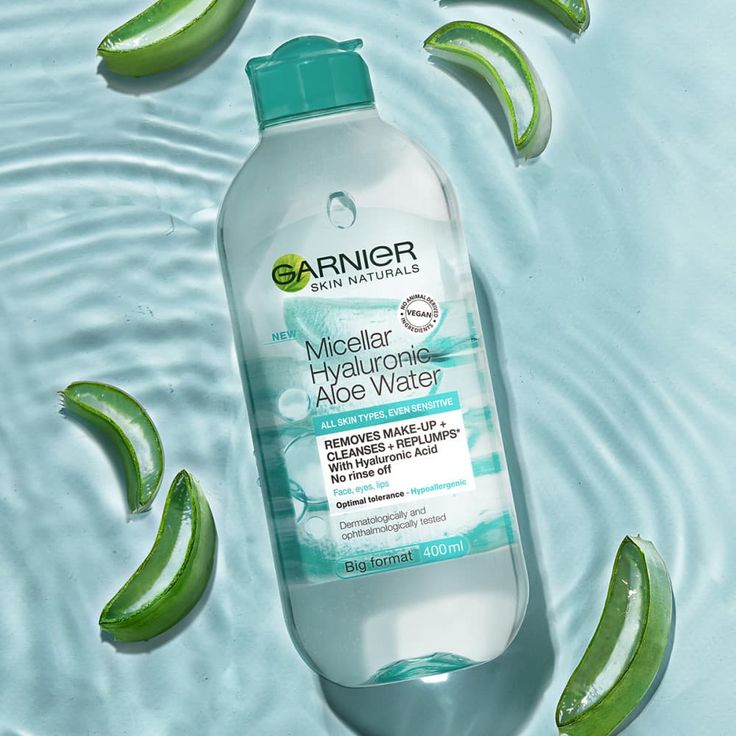 GARNIER
SKIN NATURALS
NO ANIMAL DERIVED
VEGAN
INGREDIENTS
NEW
Micellar
Hyaluronic
Aloe Water
ALL SKIN TYPES, EVEN SENSITIVE
REMOVES MAKE-UP +
CLEANSES + REPLUMPS*
With Hyaluronic Acid
No rinse off
Face, eyes, lips
Optimal tolerance - Hypoallergenic
Dermatologically and
ophthalmologically tested
Big format 400 ml